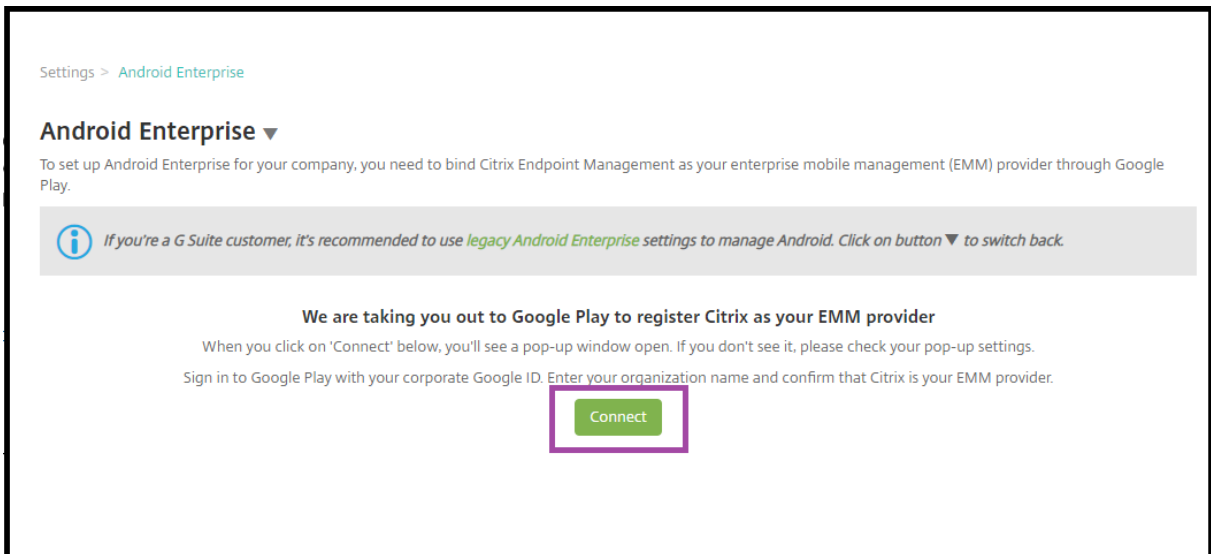 Settings > Android Enterprise
Android Enterprise ▼
To set up Android Enterprise for your company, you need to bind Citrix Endpoint Management as your enterprise mobile management (EMM) provider through Google
Play.
If you're a G Suite customer, it's recommended to use legacy Android Enterprise settings to manage Android. Click on button ▼ to switch back.
We are taking you out to Google Play to register Citrix as your EMM provider
When you click on 'Connect' below, you'll see a pop-up window open. If you don't see it, please check your pop-up settings.
Sign in to Google Play with your corporate Google ID. Enter your organization name and confirm that Citrix is your EMM provider.
Connect